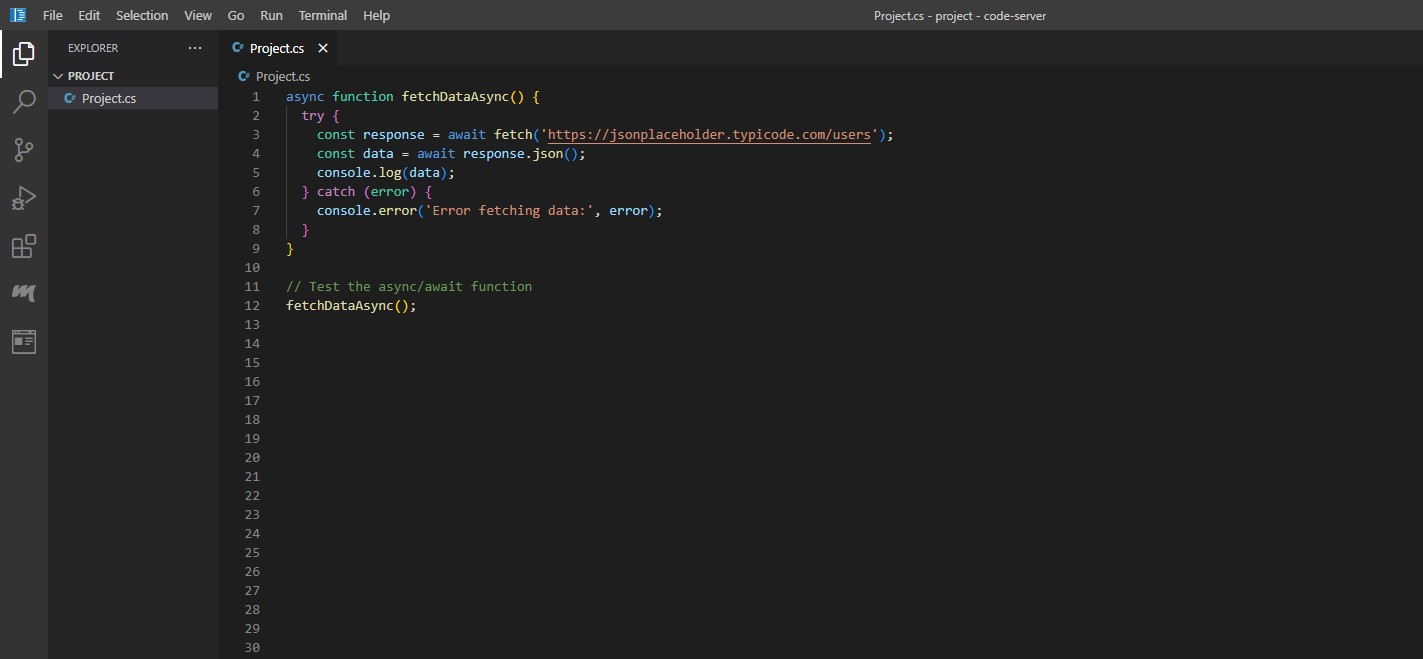 File Edit Selection View Go Run Terminal Help Project.cs - project - code-server
EXPLORER ···
PROJECT
C# Project.cs
C# Project.cs ×
C# Project.cs
1 async function fetchDataAsync() {
2   try {
3     const response = await fetch('https://jsonplaceholder.typicode.com/users');
4     const data = await response.json();
5     console.log(data);
6   } catch (error) {
7     console.error('Error fetching data:', error);
8   }
9 }
10
11 // Test the async/await function
12 fetchDataAsync();
13
14
15
16
17
18
19
20
21
22
23
24
25
26
27
28
29
30